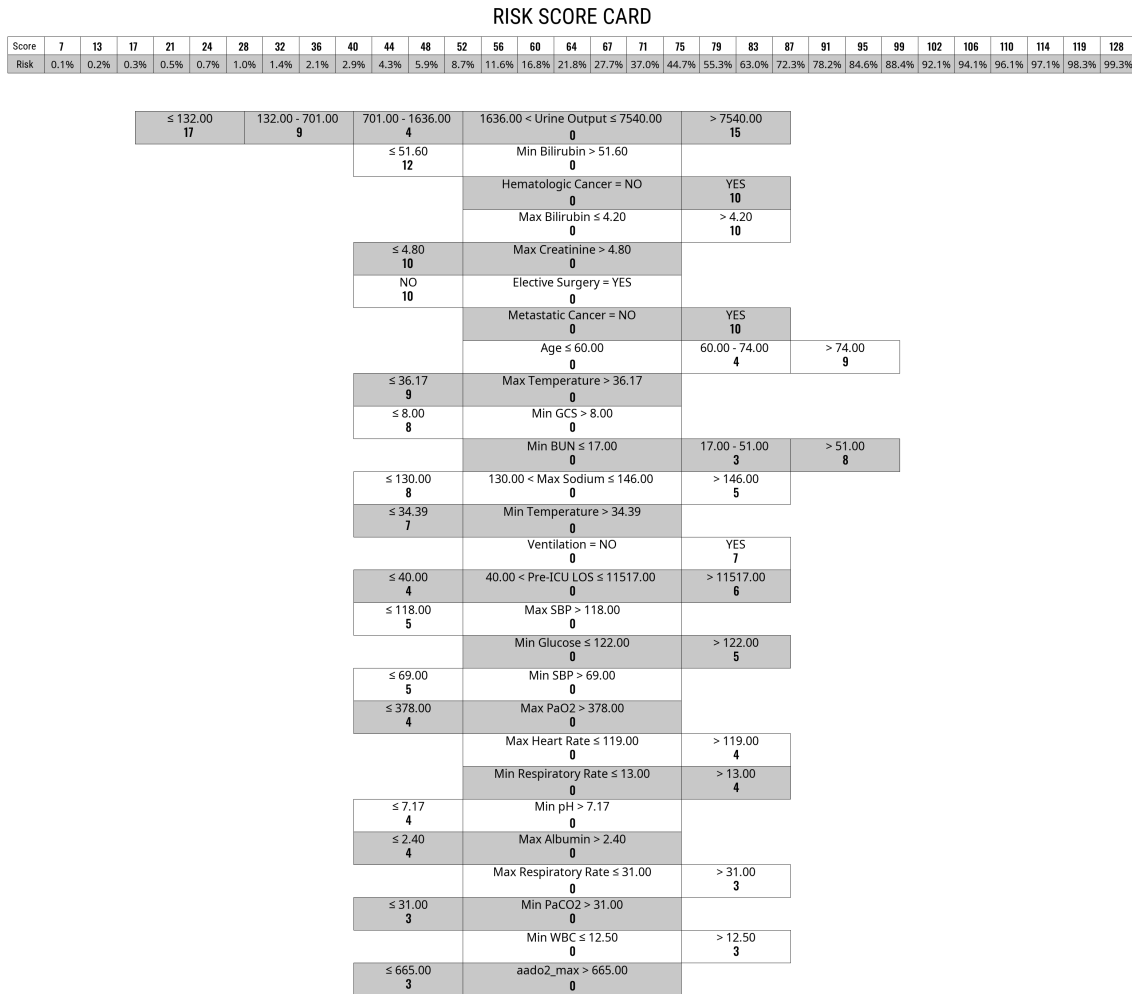 RISK SCORE CARD
Score 7 13 17 21 24 28 32 36 40 44 48 52 56 60 64 67 71 75 79 83 87 91 95 99 102 106 110 114 119 128
Risk 0.1% 0.2% 0.3% 0.5% 0.7% 1.0% 1.4% 2.1% 2.9% 4.3% 5.9% 8.7% 11.6% 16.8% 21.8% 27.7% 37.0% 44.7% 55.3% 63.0% 72.3% 78.2% 84.6% 88.4% 92.1% 94.1% 96.1% 97.1% 98.3% 99.3%
≤ 132.00 132.00 - 701.00 701.00 - 1636.00 1636.00 < Urine Output ≤ 7540.00 > 7540.00
17 9 4 0 15
≤ 51.60 Min Bilirubin > 51.60
12 0
Hematologic Cancer = NO YES
0 10
Max Bilirubin ≤ 4.20 > 4.20
0 10
≤ 4.80 Max Creatinine > 4.80
10 0
NO Elective Surgery = YES
10 0
Metastatic Cancer = NO YES
0 10
Age ≤ 60.00 60.00 - 74.00 > 74.00
0 4 9
≤ 36.17 Max Temperature > 36.17
9 0
≤ 8.00 Min GCS > 8.00
8 0
Min BUN ≤ 17.00 17.00 - 51.00 > 51.00
0 3 8
≤ 130.00 130.00 < Max Sodium ≤ 146.00 > 146.00
8 0 5
≤ 34.39 Min Temperature > 34.39
7 0
Ventilation = NO YES
0 7
≤ 40.00 40.00 < Pre-ICU LOS ≤ 11517.00 > 11517.00
4 0 6
≤ 118.00 Max SBP > 118.00
5 0
Min Glucose ≤ 122.00 > 122.00
0 5
≤ 69.00 Min SBP > 69.00
5 0
≤ 378.00 Max PaO2 > 378.00
4 0
Max Heart Rate ≤ 119.00 > 119.00
0 4
Min Respiratory Rate ≤ 13.00 > 13.00
0 4
≤ 7.17 Min pH > 7.17
4 0
≤ 2.40 Max Albumin > 2.40
4 0
Max Respiratory Rate ≤ 31.00 > 31.00
0 3
≤ 31.00 Min PaCO2 > 31.00
3 0
Min WBC ≤ 12.50 > 12.50
0 3
≤ 665.00 aado2_max > 665.00
3 0